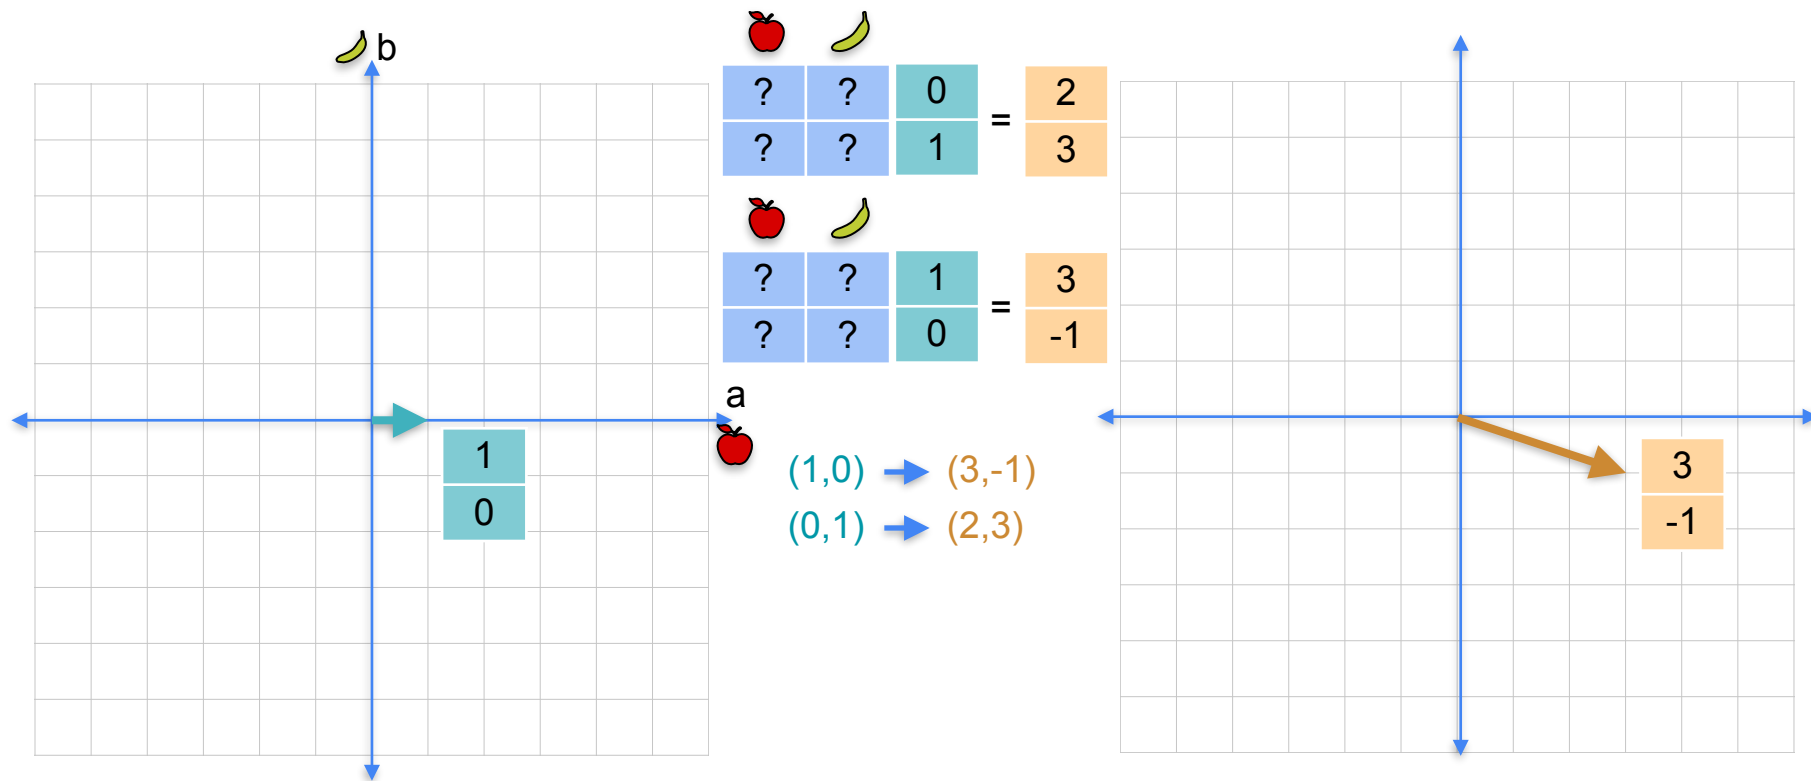 b
? ? 0 = 2
? ? 1 3
? ? 1 = 3
? ? 0 -1
a
1
0
(1,0) (3,-1)
(0,1) (2,3)
3
-1